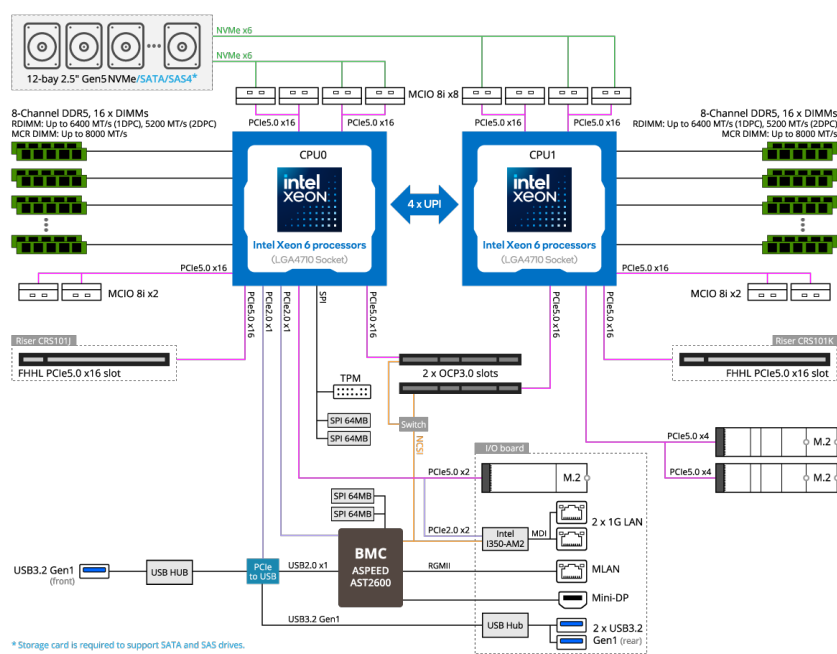 NVMe x6
NVMe x6
12-bay 2.5" Gen5 NVMe/SATA/SAS4*
MCIO 8i x8
PCIe5.0 x16
PCIe5.0 x16
PCIe5.0 x16
PCIe5.0 x16
8-Channel DDR5, 16 x DIMMs
RDIMM: Up to 6400 MT/s (1DPC), 5200 MT/s (2DPC)
MCR DIMM: Up to 8000 MT/s
8-Channel DDR5, 16 x DIMMs
RDIMM: Up to 6400 MT/s (1DPC), 5200 MT/s (2DPC)
MCR DIMM: Up to 8000 MT/s
CPU0
intel
XEON
Intel Xeon 6 processors
(LGA4710 Socket)
4 x UPI
CPU1
intel
XEON
Intel Xeon 6 processors
(LGA4710 Socket)
PCIe5.0 x16
MCIO 8i x2
PCIe5.0 x16
MCIO 8i x2
PCIe5.0 x16
PCIe2.0 x1
PCIe2.0 x1
SPI
PCIe5.0 x16
PCIe5.0 x16
PCIe5.0 x16
Riser CRS101J
FHHL PCIe5.0 x16 slot
Riser CRS101K
FHHL PCIe5.0 x16 slot
2 x OCP3.0 slots
TPM
SPI 64MB
SPI 64MB
Switch
NCSI
PCIe5.0 x4
M.2
PCIe5.0 x4
M.2
I/O board
PCIe5.0 x2
M.2
SPI 64MB
SPI 64MB
PCIe2.0 x2
Intel
I350-AM2
MDI
2 x 1G LAN
BMC
ASPEED
AST2600
RGMII
MLAN
Mini-DP
USB3.2 Gen1
(front)
USB HUB
PCIe
to USB
USB2.0 x1
USB3.2 Gen1
USB Hub
2 x USB3.2
Gen1 (rear)
* Storage card is required to support SATA and SAS drives.